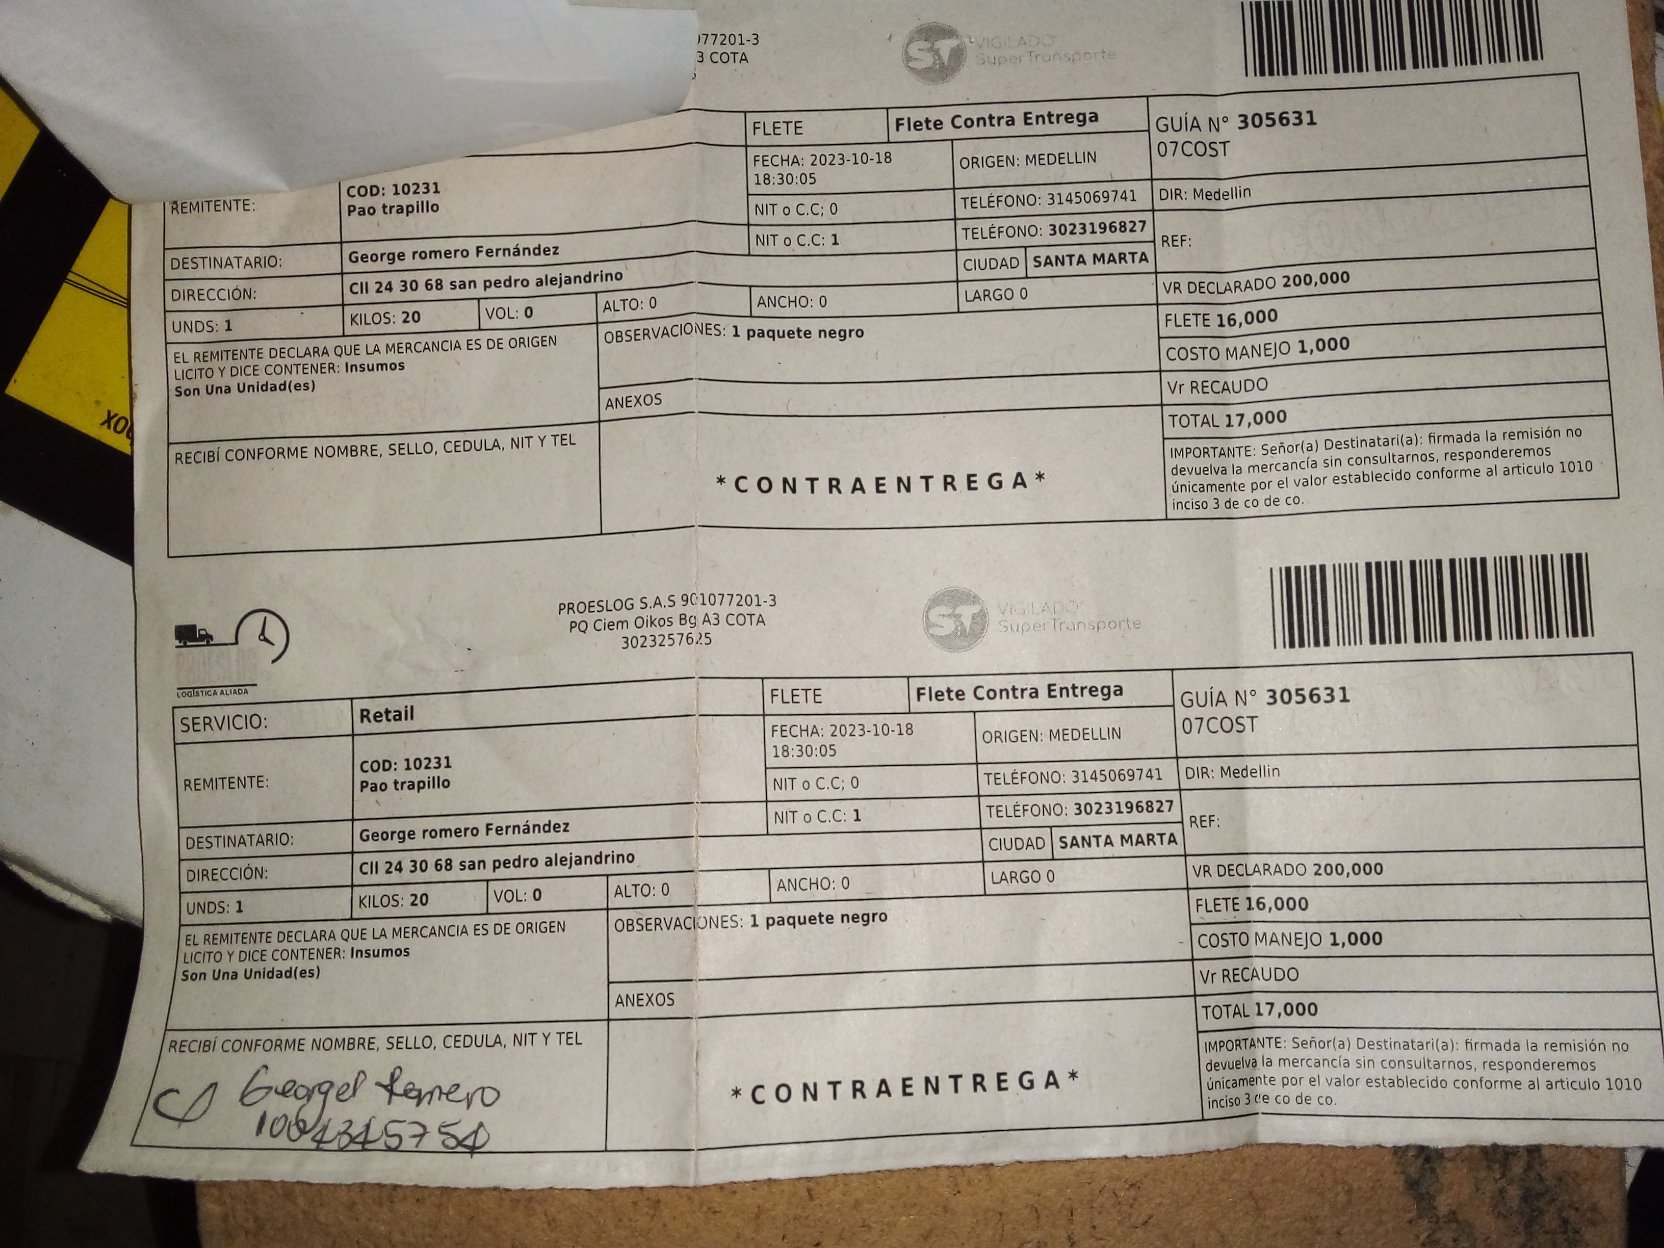 )77201-3
3 COTA
VIGILADO
SuperTransporte
FLETE
Flete Contra Entrega
GUÍA N° 305631
07COST
REMITENTE:
COD: 10231
Pao trapillo
FECHA: 2023-10-18
18:30:05
ORIGEN: MEDELLIN
NIT o C.C; 0
TELÉFONO: 3145069741
DIR: Medellin
DESTINATARIO:
George romero Fernández
NIT o C.C: 1
TELÉFONO: 3023196827
REF:
DIRECCIÓN:
Cll 24 30 68 san pedro alejandrino
CIUDAD
SANTA MARTA
UNDS: 1
KILOS: 20
VOL: 0
ALTO: 0
ANCHO: 0
LARGO 0
VR DECLARADO 200,000
EL REMITENTE DECLARA QUE LA MERCANCIA ES DE ORIGEN
LICITO Y DICE CONTENER: Insumos
Son Una Unidad(es)
OBSERVACIONES: 1 paquete negro
FLETE 16,000
COSTO MANEJO 1,000
ANEXOS
Vr RECAUDO
TOTAL 17,000
RECIBÍ CONFORME NOMBRE, SELLO, CEDULA, NIT Y TEL
*CONTRAENTREGA*
IMPORTANTE: Señor(a) Destinatari(a): firmada la remisión no
devuelva la mercancía sin consultarnos, responderemos
únicamente por el valor establecido conforme al articulo 1010
inciso 3 de co de co.
LOGÍSTICA ALIADA
PROESLOG S.A.S 901077201-3
PQ Ciem Oikos Bg A3 COTA
3023257625
ST
VIGILADO
SuperTransporte
SERVICIO:
Retail
FLETE
Flete Contra Entrega
GUÍA N° 305631
07COST
REMITENTE:
COD: 10231
Pao trapillo
FECHA: 2023-10-18
18:30:05
ORIGEN: MEDELLIN
NIT o C.C; 0
TELÉFONO: 3145069741
DIR: Medellin
DESTINATARIO:
George romero Fernández
NIT o C.C: 1
TELÉFONO: 3023196827
REF:
DIRECCIÓN:
Cll 24 30 68 san pedro alejandrino
CIUDAD
SANTA MARTA
UNDS: 1
KILOS: 20
VOL: 0
ALTO: 0
ANCHO: 0
LARGO 0
VR DECLARADO 200,000
EL REMITENTE DECLARA QUE LA MERCANCIA ES DE ORIGEN
LICITO Y DICE CONTENER: Insumos
Son Una Unidad(es)
OBSERVACIONES: 1 paquete negro
FLETE 16,000
COSTO MANEJO 1,000
ANEXOS
Vr RECAUDO
TOTAL 17,000
RECIBÍ CONFORME NOMBRE, SELLO, CEDULA, NIT Y TEL
Georgel Romero
*CONTRAENTREGA*
IMPORTANTE: Señor(a) Destinatari(a): firmada la remisión no
devuelva la mercancía sin consultarnos, responderemos
únicamente por el valor establecido conforme al articulo 1010
inciso 3 de co de co.